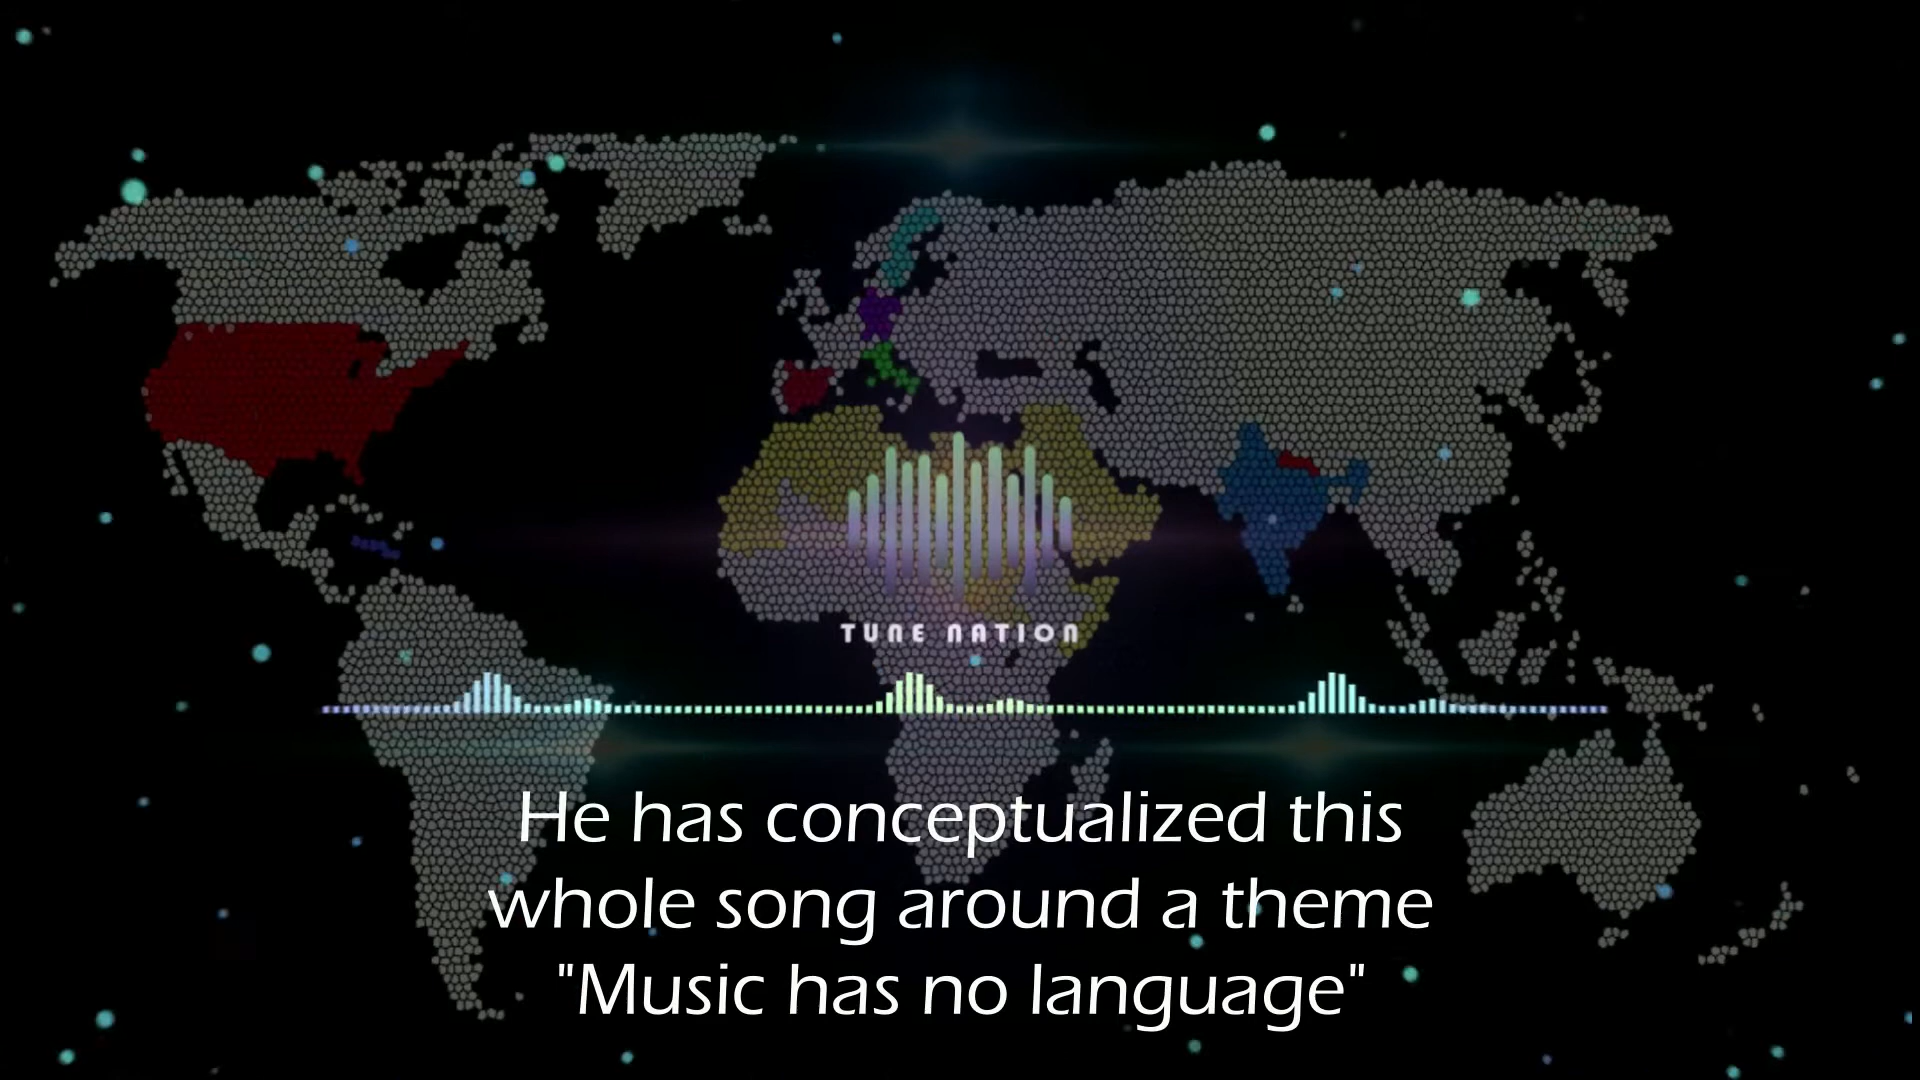 TUNE NATION
He has conceptualized this
whole song around a theme
"Music has no language"